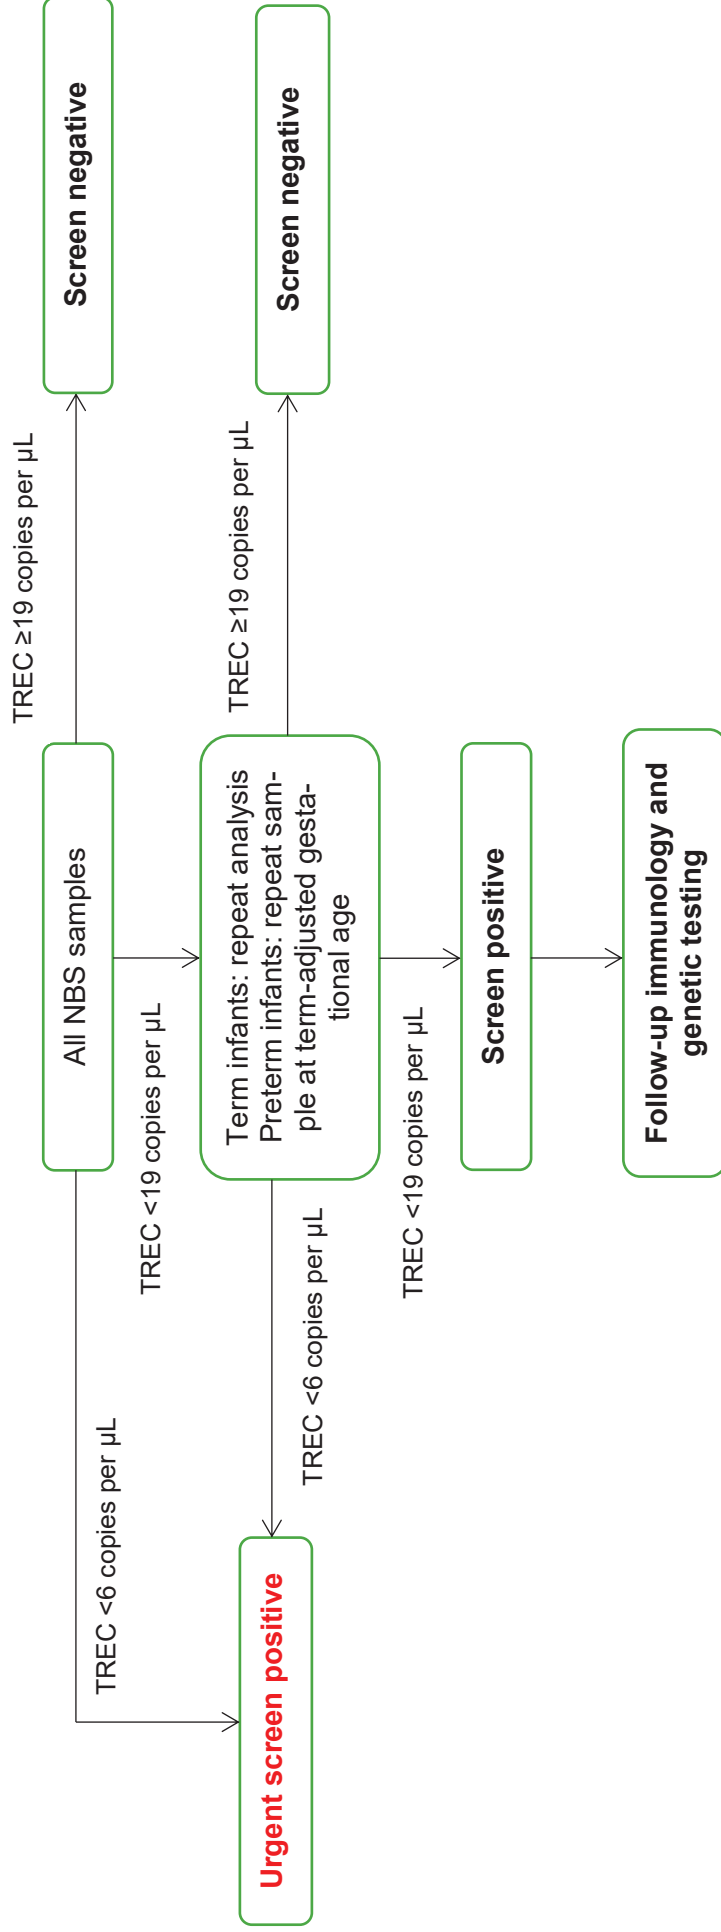 All NBS samples
TREC ≥19 copies per µL
Screen negative
TREC <6 copies per µL
TREC <19 copies per µL
Urgent screen positive
Term infants: repeat analysis
Preterm infants: repeat sam-
ple at term-adjusted gesta-
tional age
TREC ≥19 copies per µL
Screen negative
TREC <6 copies per µL
TREC <19 copies per µL
Screen positive
Follow-up immunology and
genetic testing